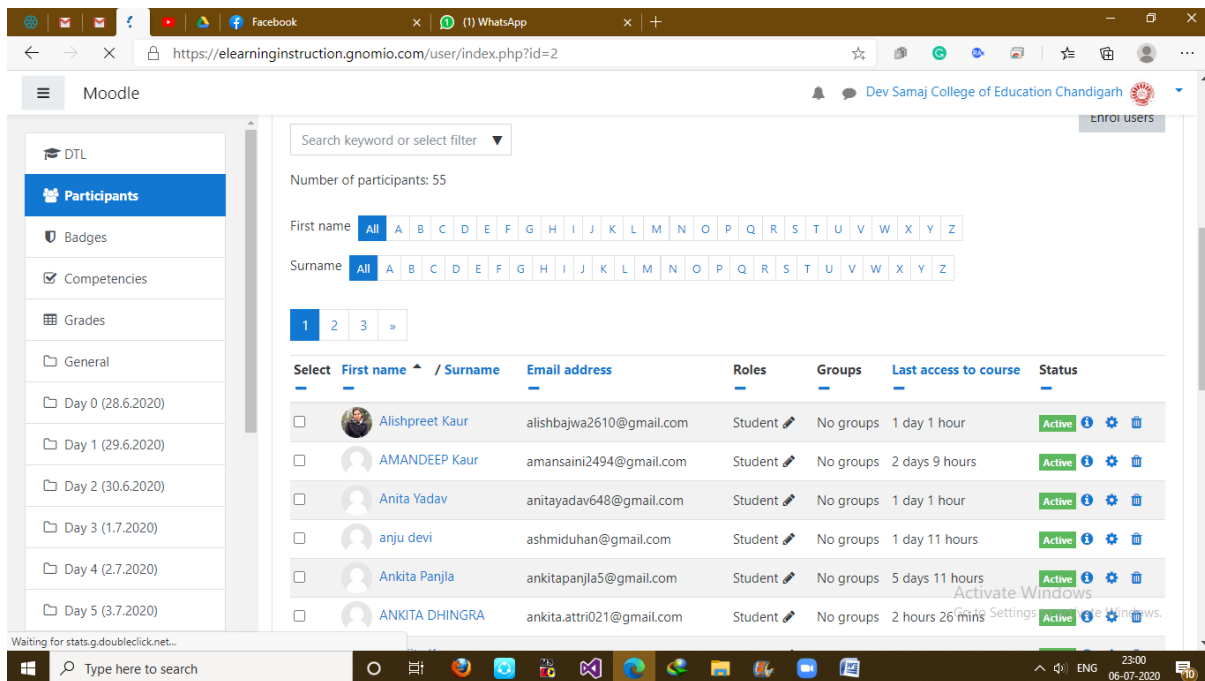 Facebook
(1) WhatsApp
https://elearninginstruction.gnomio.com/user/index.php?id=2
Moodle
Dev Samaj College of Education Chandigarh
Enrol users
DTL
Participants
Badges
Competencies
Grades
General
Day 0 (28.6.2020)
Day 1 (29.6.2020)
Day 2 (30.6.2020)
Day 3 (1.7.2020)
Day 4 (2.7.2020)
Day 5 (3.7.2020)
Search keyword or select filter ▼
Number of participants: 55
First name All A B C D E F G H I J K L M N O P Q R S T U V W X Y Z
Surname All A B C D E F G H I J K L M N O P Q R S T U V W X Y Z
1 2 3 »
Select First name / Surname Email address Roles Groups Last access to course Status
Alishpreet Kaur alishbajwa2610@gmail.com Student No groups 1 day 1 hour Active
AMANDEEP Kaur amansaini2494@gmail.com Student No groups 2 days 9 hours Active
Anita Yadav anitayadav648@gmail.com Student No groups 1 day 1 hour Active
anju devi ashmiduhan@gmail.com Student No groups 1 day 11 hours Active
Ankita Panjla ankitapanjla5@gmail.com Student No groups 5 days 11 hours Active
ANKITA DHINGRA ankita.attri021@gmail.com Student No groups 2 hours 26 mins Active
Activate Windows
Go to Settings to activate Windows.
Waiting for stats.g.doubleclick.net...
Type here to search
ENG
23:00
06-07-2020